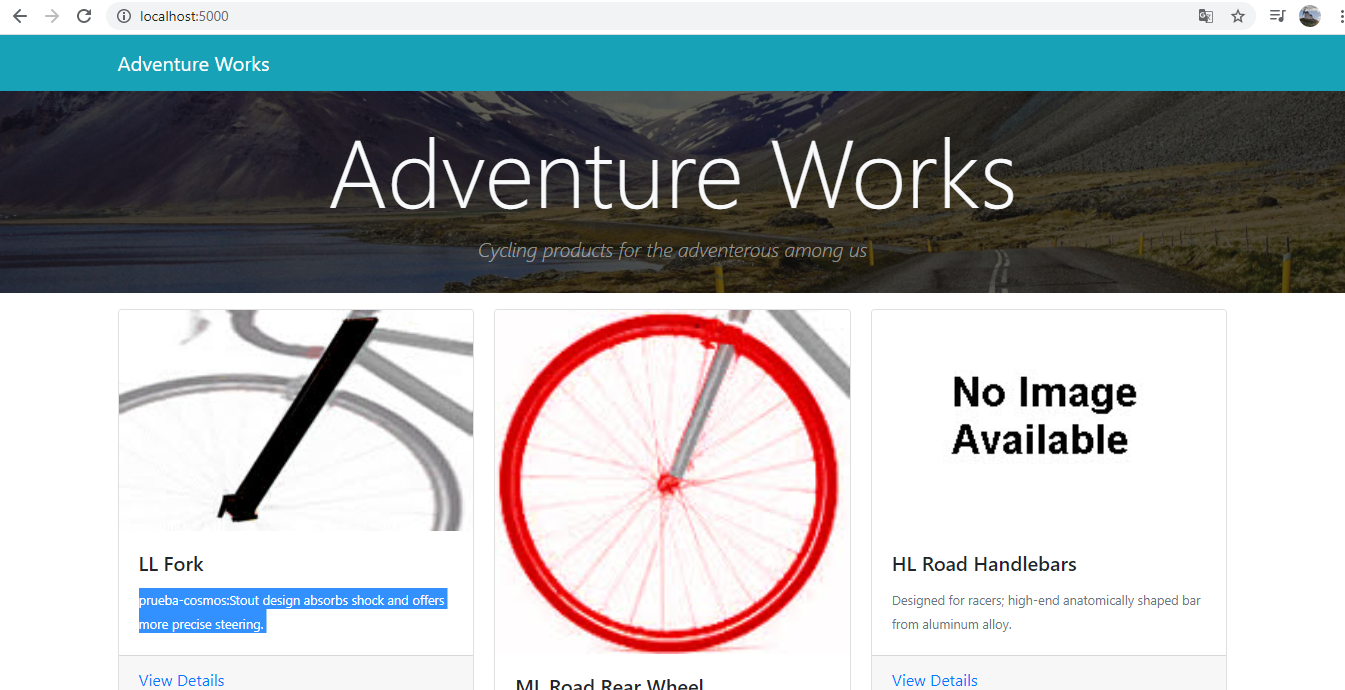 localhost:5000
Adventure Works
Adventure Works
Cycling products for the adventerous among us
LL Fork
prueba-cosmos:Stout design absorbs shock and offers
more precise steering.
View Details
ML Road Rear Wheel
No Image
Available
HL Road Handlebars
Designed for racers; high-end anatomically shaped bar
from aluminum alloy.
View Details